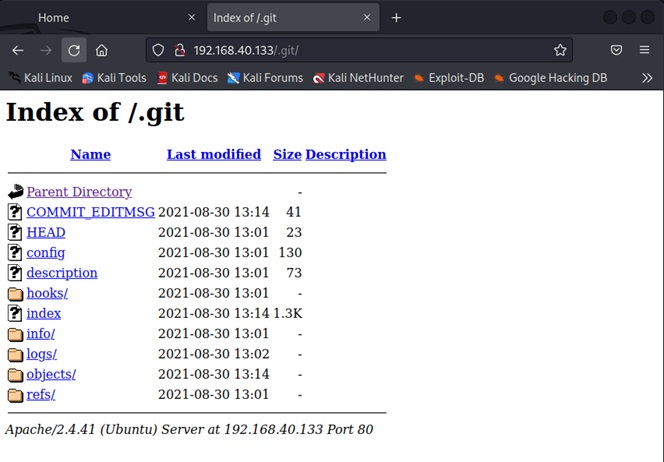 Home
Index of /.git
192.168.40.133/.git/
Kali Linux Kali Tools Kali Docs Kali Forums Kali NetHunter Exploit-DB Google Hacking DB
Index of /.git
Name Last modified Size Description
Parent Directory -
COMMIT_EDITMSG 2021-08-30 13:14 41
HEAD 2021-08-30 13:01 23
config 2021-08-30 13:01 130
description 2021-08-30 13:01 73
hooks/ 2021-08-30 13:01 -
index 2021-08-30 13:14 1.3K
info/ 2021-08-30 13:01 -
logs/ 2021-08-30 13:02 -
objects/ 2021-08-30 13:14 -
refs/ 2021-08-30 13:01 -
Apache/2.4.41 (Ubuntu) Server at 192.168.40.133 Port 80